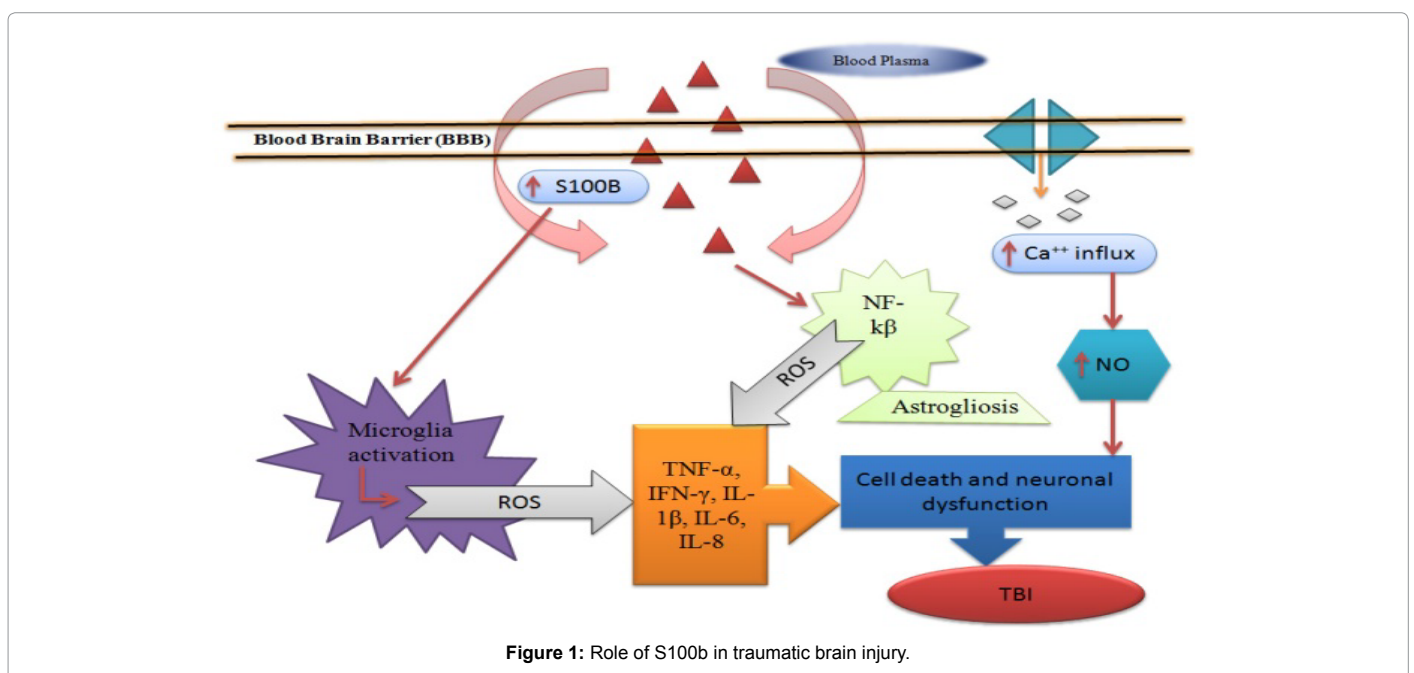 Blood Plasma
Blood Brain Barrier (BBB)
S100B
Ca⁺⁺ influx
NF-
kβ
ROS
NO
Astrogliosis
Microglia
activation
ROS
TNF-α,
IFN-γ, IL-
1β, IL-6,
IL-8
Cell death and neuronal
dysfunction
TBI
Figure 1: Role of S100b in traumatic brain injury.